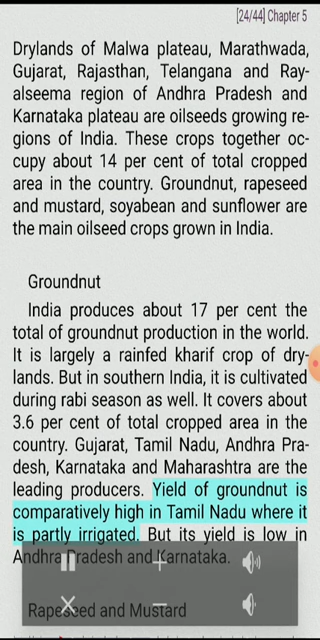 [24/44] Chapter 5
Drylands of Malwa plateau, Marathwada,
Gujarat, Rajasthan, Telangana and Ray-
alseema region of Andhra Pradesh and
Karnataka plateau are oilseeds growing re-
gions of India. These crops together oc-
cupy about 14 per cent of total cropped
area in the country. Groundnut, rapeseed
and mustard, soyabean and sunflower are
the main oilseed crops grown in India.
Groundnut
India produces about 17 per cent the
total of groundnut production in the world.
It is largely a rainfed kharif crop of dry-
lands. But in southern India, it is cultivated
during rabi season as well. It covers about
3.6 per cent of total cropped area in the
country. Gujarat, Tamil Nadu, Andhra Pra-
desh, Karnataka and Maharashtra are the
leading producers. Yield of groundnut is
comparatively high in Tamil Nadu where it
is partly irrigated. But its yield is low in
Andhra Pradesh and Karnataka.
Rapeseed and Mustard